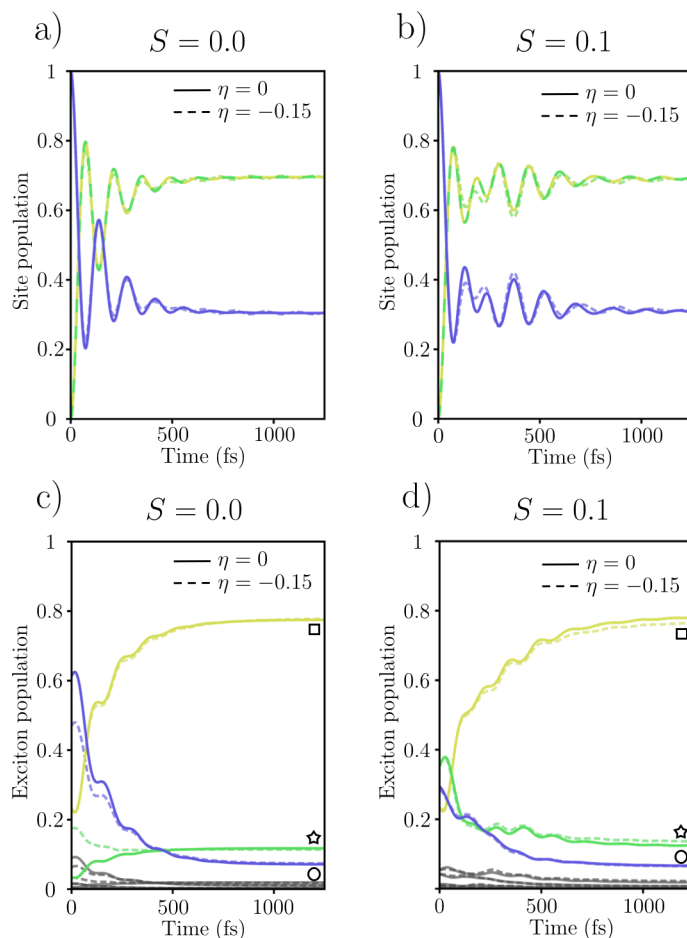 a)
S = 0.0
η = 0
η = −0.15
Site population
1
0.8
0.6
0.4
0.2
0
0
500
1000
Time (fs)
b)
S = 0.1
η = 0
η = −0.15
Site population
1
0.8
0.6
0.4
0.2
0
0
500
1000
Time (fs)
c)
S = 0.0
η = 0
η = −0.15
Exciton population
1
0.8
0.6
0.4
0.2
0
0
500
1000
Time (fs)
d)
S = 0.1
η = 0
η = −0.15
Exciton population
1
0.8
0.6
0.4
0.2
0
0
500
1000
Time (fs)